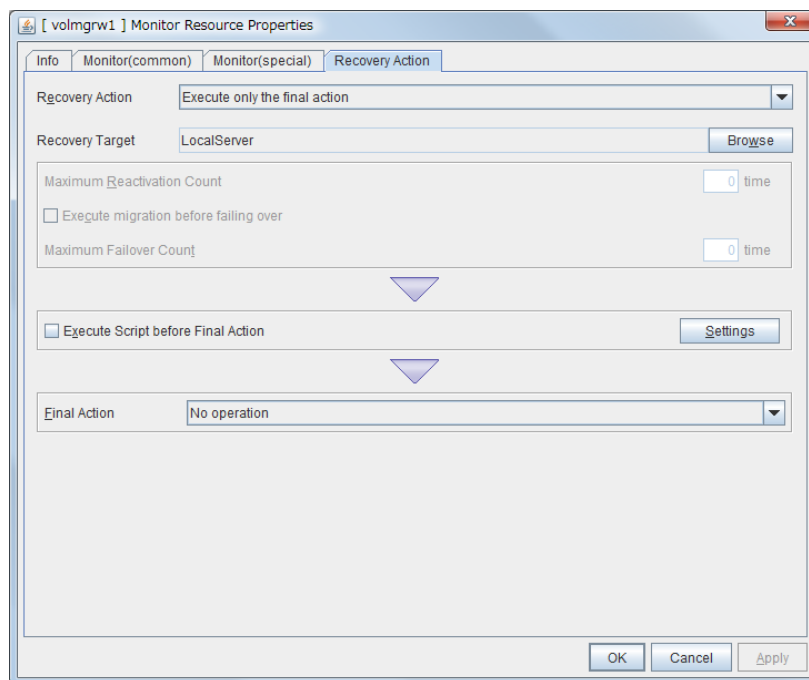 [ volmgrw1 ] Monitor Resource Properties
Info Monitor(common) Monitor(special) Recovery Action
Recovery Action Execute only the final action
Recovery Target LocalServer Browse
Maximum Reactivation Count 0 time
Execute migration before failing over
Maximum Failover Count 0 time
Execute Script before Final Action Settings
Final Action No operation
OK Cancel Apply